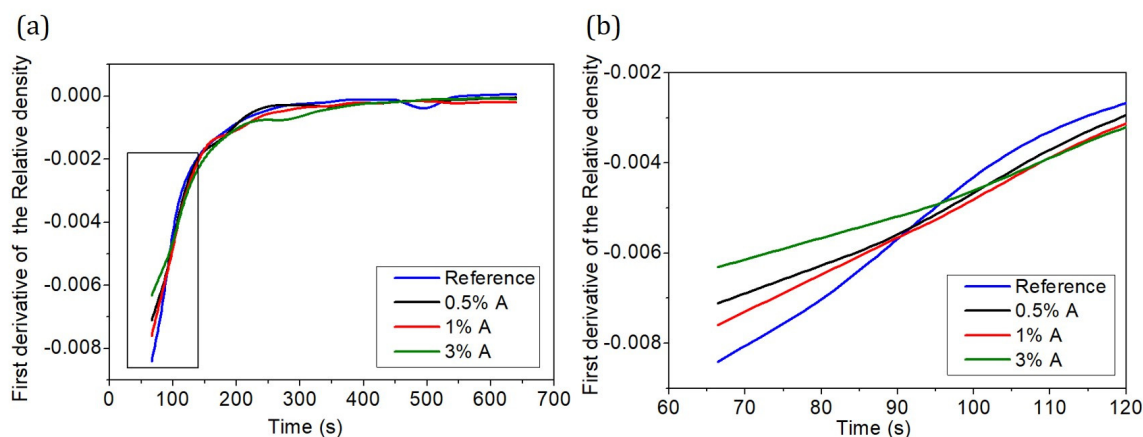 (a)
First derivative of the Relative density
0.000
-0.002
-0.004
-0.006
-0.008
0 100 200 300 400 500 600 700
Time (s)
Reference
0.5% A
1% A
3% A
(b)
First derivative of the Relative density
-0.002
-0.004
-0.006
-0.008
60 70 80 90 100 110 120
Time (s)
Reference
0.5% A
1% A
3% A